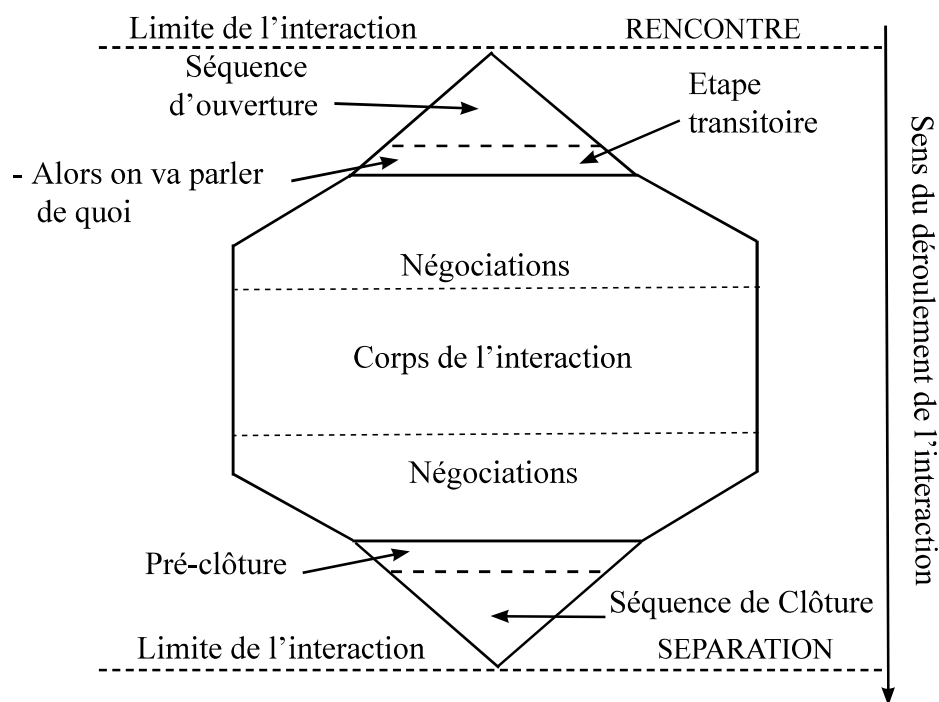 Limite de l’interaction
RENCONTRE
Séquence
d’ouverture
Etape
transitoire
- Alors on va parler
de quoi
Négociations
Corps de l’interaction
Négociations
Pré-clôture
Séquence de Clôture
Limite de l’interaction
SEPARATION
Sens du déroulement de l’interaction